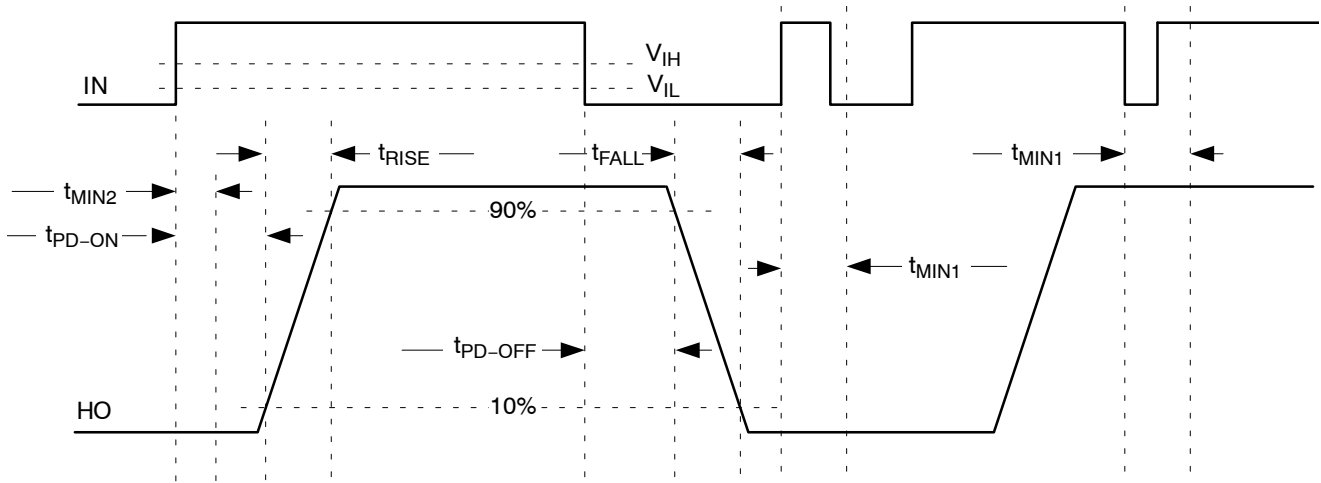 V_IH
IN
V_IL
t_RISE
t_FALL
t_MIN1
t_MIN2
90%
t_PD–ON
t_MIN1
t_PD–OFF
HO
10%